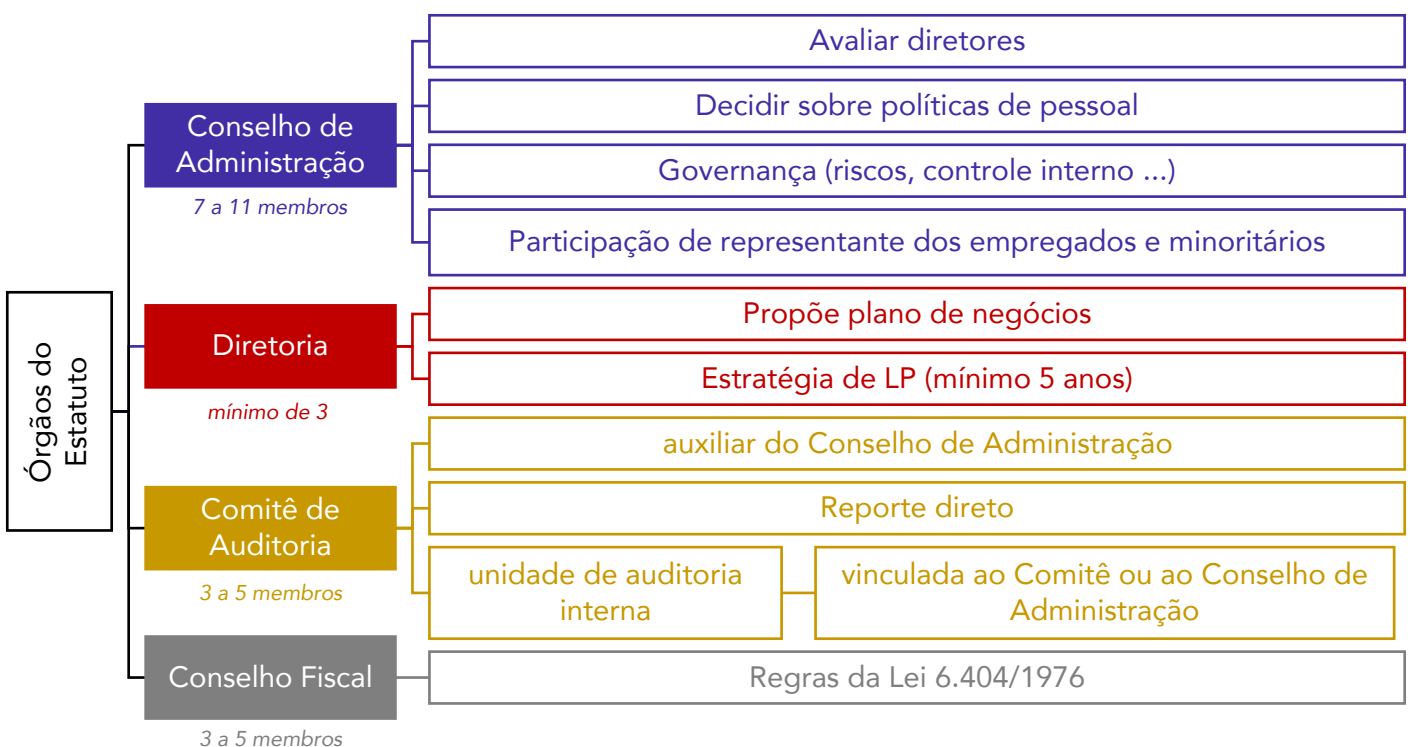 Órgãos do
Estatuto
Conselho de
Administração
7 a 11 membros
Avaliar diretores
Decidir sobre políticas de pessoal
Governança (riscos, controle interno ...)
Participação de representante dos empregados e minoritários
Diretoria
mínimo de 3
Propõe plano de negócios
Estratégia de LP (mínimo 5 anos)
Comitê de
Auditoria
3 a 5 membros
auxiliar do Conselho de Administração
Reporte direto
unidade de auditoria
interna
vinculada ao Comitê ou ao Conselho de
Administração
Conselho Fiscal
3 a 5 membros
Regras da Lei 6.404/1976